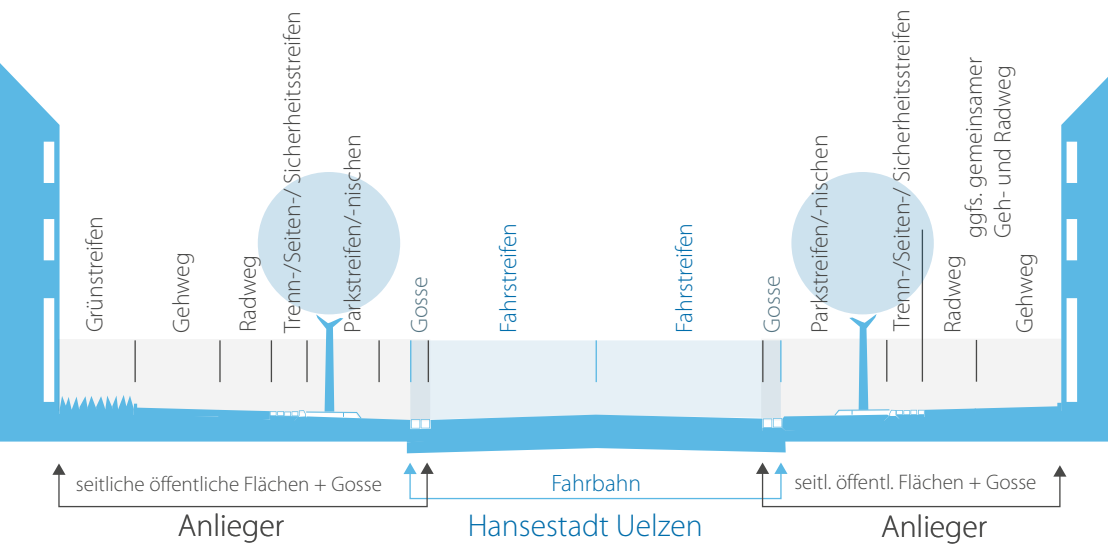 Grünstreifen
Gehweg
Radweg
Trenn-/Seiten-/ Sicherheitsstreifen
Parkstreifen/-nischen
Gosse
Fahrstreifen
Fahrstreifen
Gosse
Parkstreifen/-nischen
Trenn-/Seiten-/ Sicherheitsstreifen
Radweg
ggfs. gemeinsamer
Geh- und Radweg
Gehweg
seitliche öffentliche Flächen + Gosse
Fahrbahn
seitl. öffentl. Flächen + Gosse
Anlieger
Hansestadt Uelzen
Anlieger